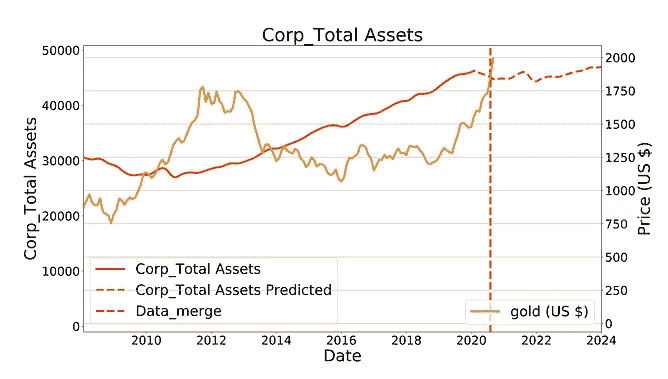 Corp_Total Assets
50000
40000
30000
20000
10000
0
Corp_Total Assets
2000
1750
1500
1250
1000
750
500
250
0
Price (US $)
Corp_Total Assets
Corp_Total Assets Predicted
Data_merge
gold (US $)
2010
2012
2014
2016
2018
2020
2022
2024
Date